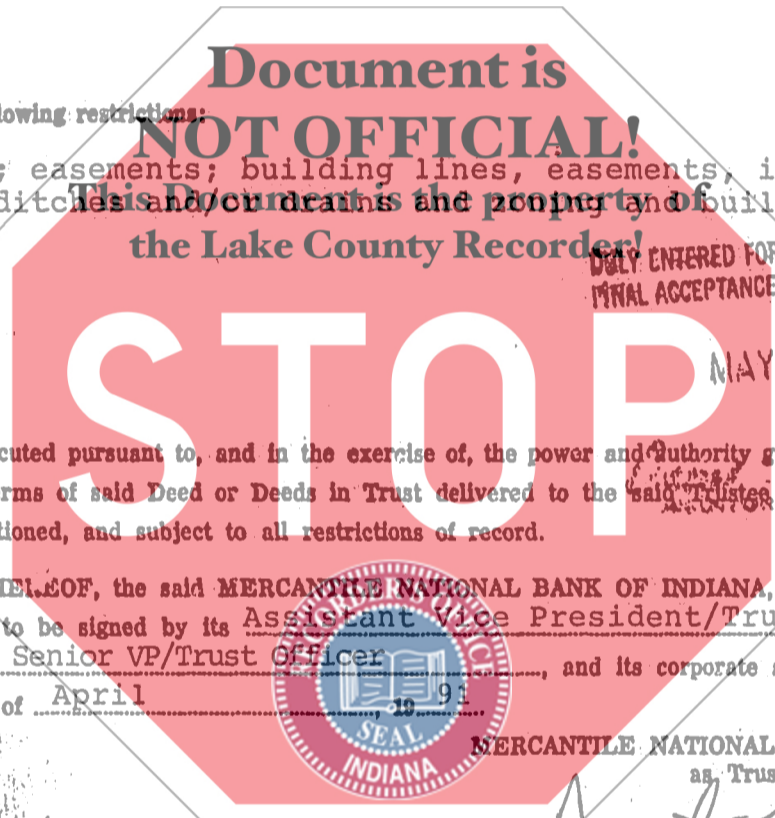 Document is
lowing restrictions:
NOT OFFICIAL!
; easements; building lines, easements, i
This Document is the property of
ditches and/or drains and zoning and buil
the Lake County Recorder!
DULY ENTERED FOR
FINAL ACCEPTANCE
STOP
MAY
cuted pursuant to, and in the exercise of, the power and authority g
rms of said Deed or Deeds in Trust delivered to the said Trustee
tioned, and subject to all restrictions of record.
EOF, the said MERCANTILE NATIONAL BANK OF INDIANA,
to be signed by its Assistant Vice President/Tru
Senior VP/Trust Officer, and its corporate
of April, 19 91.
RECORDER'S OFFICE
SEAL
INDIANA
MERCANTILE NATIONAL
as Trus